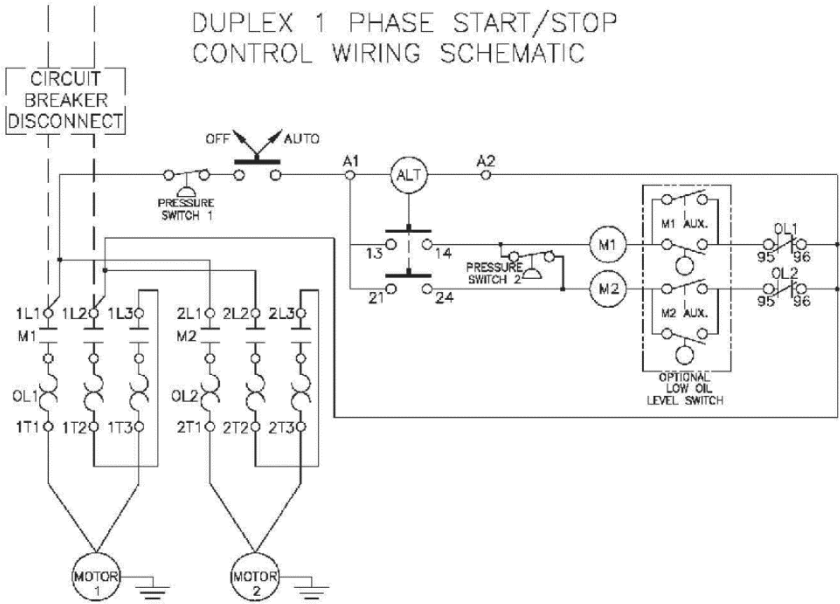 DUPLEX 1 PHASE START/STOP
CONTROL WIRING SCHEMATIC
CIRCUIT
BREAKER
DISCONNECT
OFF AUTO
PRESSURE
SWITCH 1
A1 ALT A2
13 14
PRESSURE
SWITCH 2
21 24
M1
M2
M1 AUX.
M2 AUX.
OL1
95 96
OL2
95 96
OPTIONAL
LOW OIL
LEVEL SWITCH
1L1 1L2 1L3 2L1 2L2 2L3
M1 M2
OL1 OL2
1T1 1T2 1T3 2T1 2T2 2T3
MOTOR
1
MOTOR
2